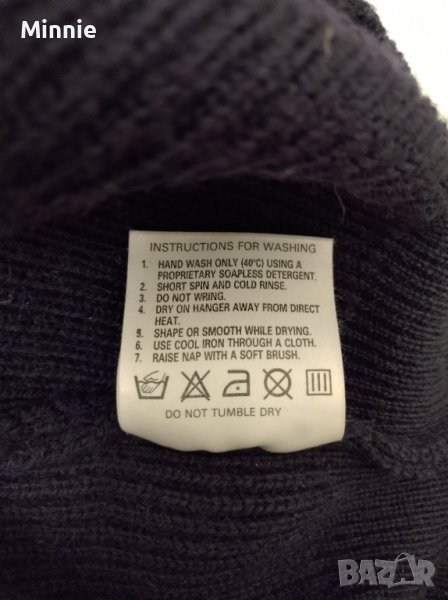 Minnie
INSTRUCTIONS FOR WASHING
1. HAND WASH ONLY (40°C) USING A
PROPRIETARY SOAPLESS DETERGENT.
2. SHORT SPIN AND COLD RINSE.
3. DO NOT WRING.
4. DRY ON HANGER AWAY FROM DIRECT
HEAT.
5. SHAPE OR SMOOTH WHILE DRYING.
6. USE COOL IRON THROUGH A CLOTH.
7. RAISE NAP WITH A SOFT BRUSH.
DO NOT TUMBLE DRY
BAZAR